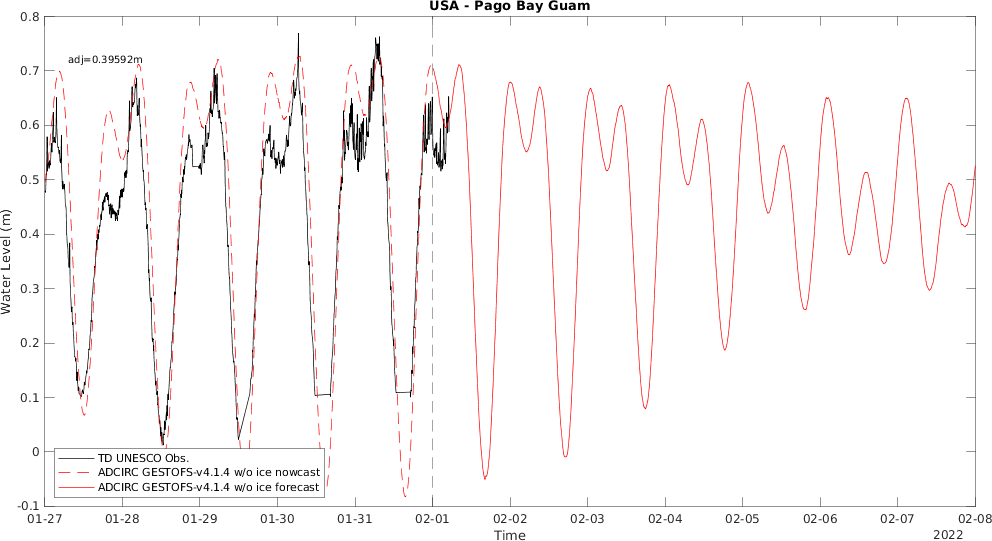 USA - Pago Bay Guam
0.8
adj=0.39592m
0.7
0.6
0.5
0.4
0.3
0.2
0.1
0
-0.1
Water Level (m)
TD UNESCO Obs.
ADCIRC GESTOFS-v4.1.4 w/o ice nowcast
ADCIRC GESTOFS-v4.1.4 w/o ice forecast
01-27 01-28 01-29 01-30 01-31 02-01 02-02 02-03 02-04 02-05 02-06 02-07 02-08
Time
2022